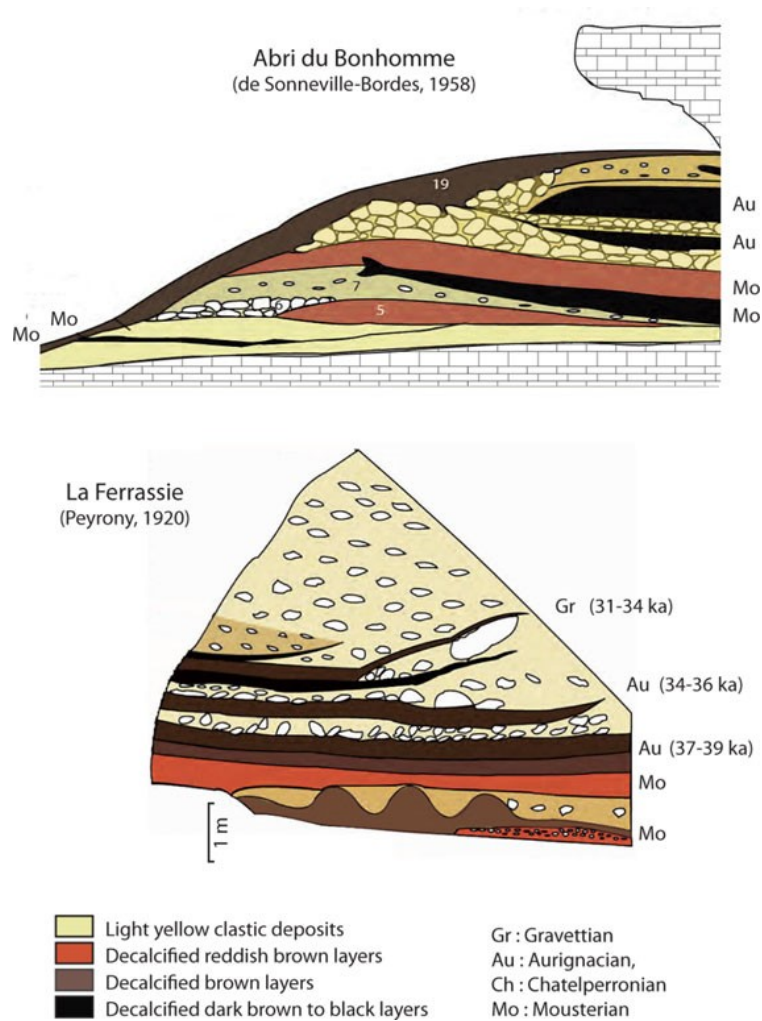 Abri du Bonhomme
(de Sonneville-Bordes, 1958)
19
Au
Au
7
Mo
6
5
Mo
Mo
Mo
La Ferrassie
(Peyrony, 1920)
Gr (31-34 ka)
Au (34-36 ka)
Au (37-39 ka)
Mo
Mo
1 m
Light yellow clastic deposits
Decalcified reddish brown layers
Decalcified brown layers
Decalcified dark brown to black layers
Gr : Gravettian
Au : Aurignacian,
Ch : Chatelperronian
Mo : Mousterian